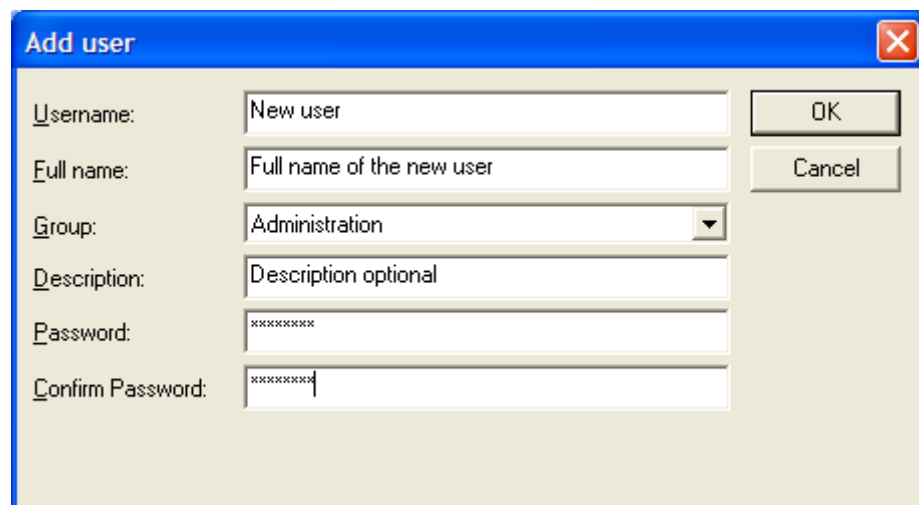 Add user
Username: New user OK
Full name: Full name of the new user Cancel
Group: Administration
Description: Description optional
Password: ********
Confirm Password: ********